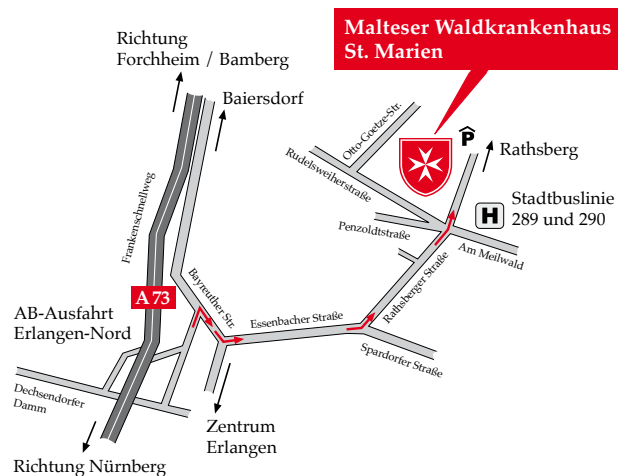 Malteser Waldkrankenhaus
St. Marien
Richtung
Forchheim / Bamberg
Baiersdorf
Otto-Goetze-Str.
Rudelsweiherstraße
P
Rathsberg
H
Stadtbuslinie
289 und 290
Penzoldtstraße
Am Meilwald
Frankenschnellweg
Bayreuther Str.
Rathsberger Straße
A 73
AB-Ausfahrt
Erlangen-Nord
Essenbacher Straße
Spardorfer Straße
Dechsendorfer
Damm
Zentrum
Erlangen
Richtung Nürnberg